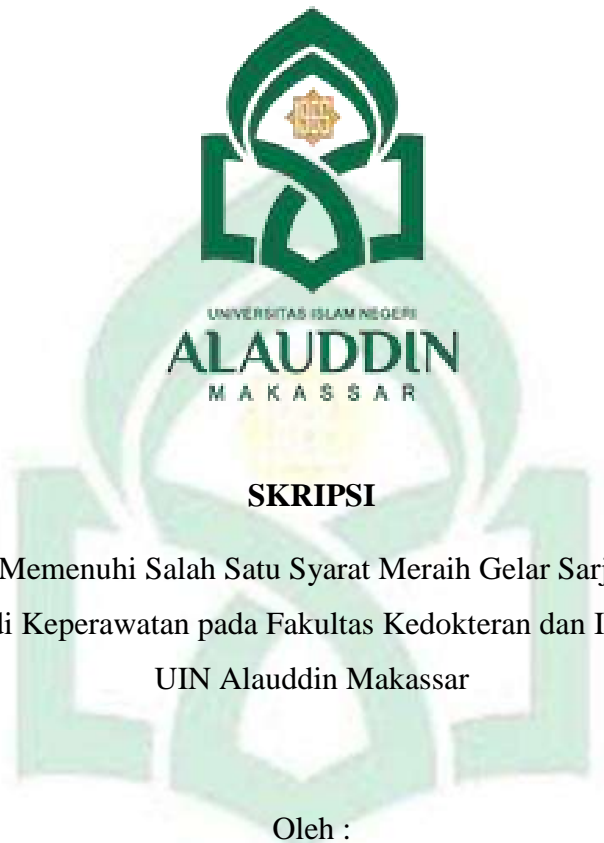 UNIVERSITAS ISLAM NEGERI
ALAUDDIN
MAKASSAR
SKRIPSI
Memenuhi Salah Satu Syarat Meraih Gelar Sarj
di Keperawatan pada Fakultas Kedokteran dan I
UIN Alauddin Makassar
Oleh :